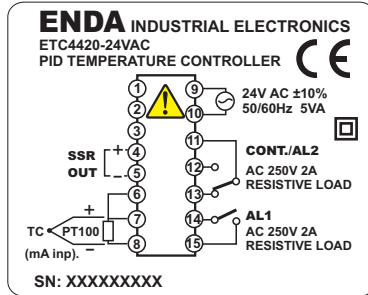 ENDA INDUSTRIAL ELECTRONICS
ETC4420-24VAC
PID TEMPERATURE CONTROLLER CE
1 9
2 10
3 11
4 12
5 13
6 14
7 15
8
24V AC ±10%
50/60Hz 5VA
SSR +
OUT -
CONT./AL2
AC 250V 2A
RESISTIVE LOAD
+
TC PT100
-
(mA inp).
AL1
AC 250V 2A
RESISTIVE LOAD
SN: XXXXXXXXX